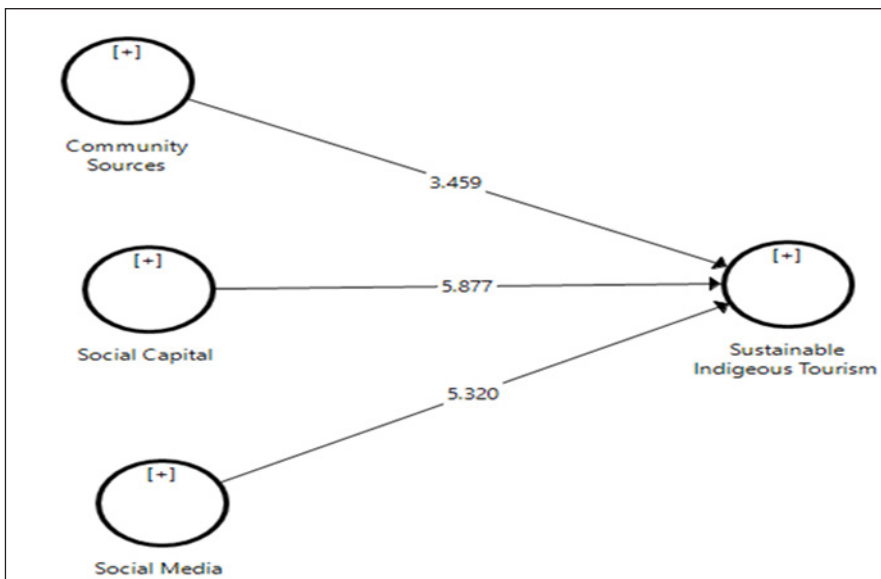 [+]
Community
Sources
3.459
[+]
Social Capital
5.877
[+]
Sustainable
Indigeous Tourism
5.320
[+]
Social Media